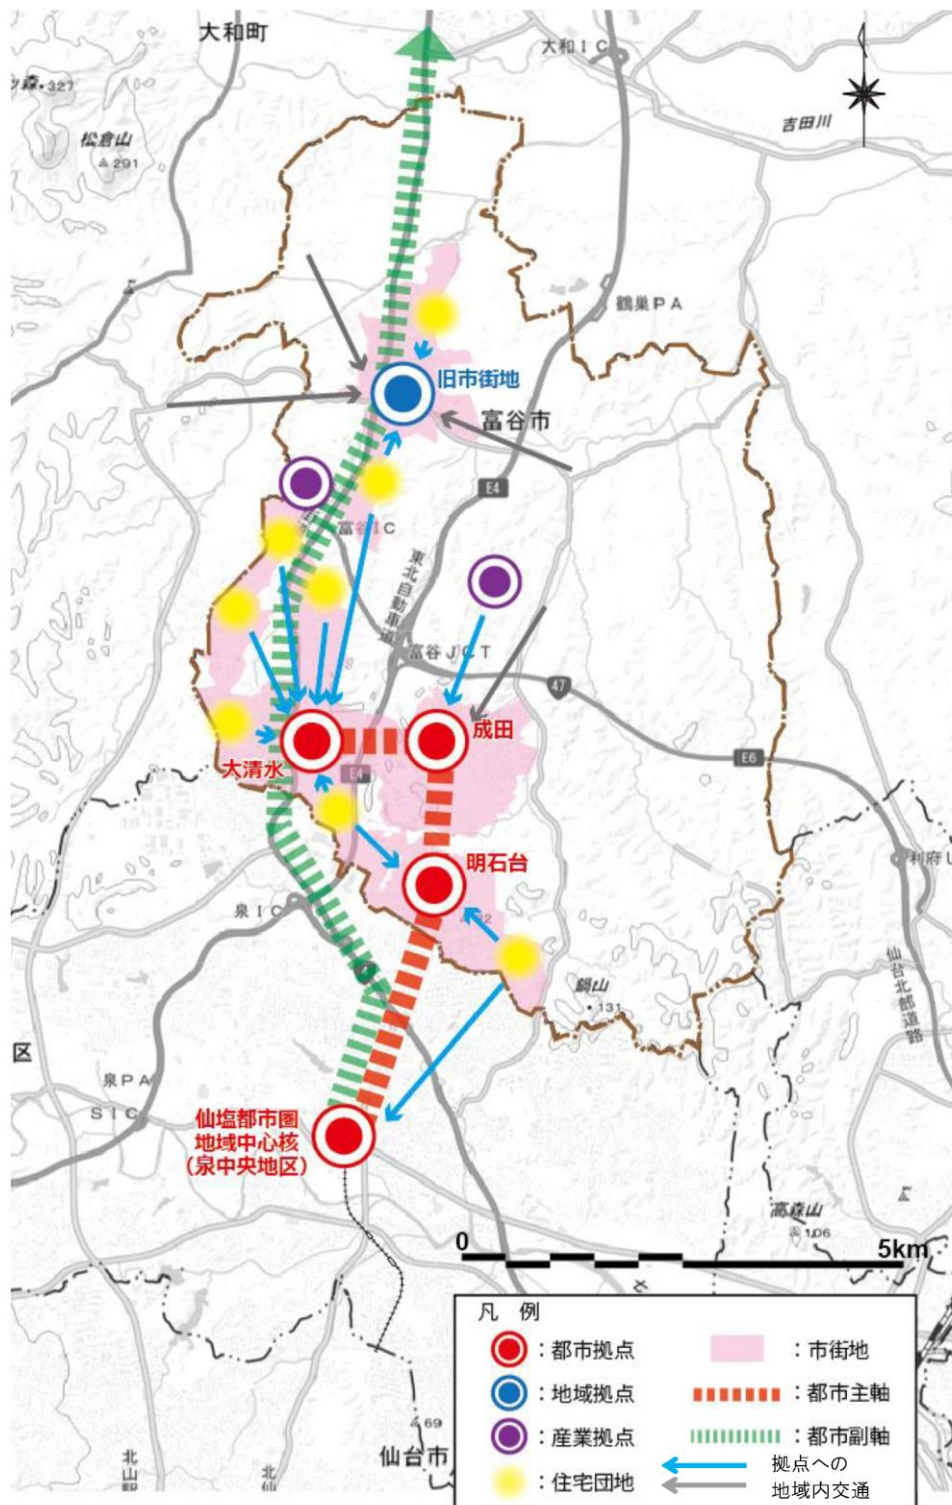 大和町
大和IC
森・327
松倉山
291
吉田川
鶴巣PA
旧市街地
富谷市
E4
富谷IC
東北自動車道
富谷JCT
47
成田
大清水
E4
E6
明石台
利府
泉IC
鍋山
・131
仙台北部道路
区
泉PA
SIC
仙塩都市圏
地域中心核
(泉中央地区)
高森山
106
0
5km
凡 例
:都市拠点
:市街地
:地域拠点
:都市主軸
:産業拠点
:都市副軸
:住宅団地
拠点への
地域内交通
69
仙台市
北山
北仙